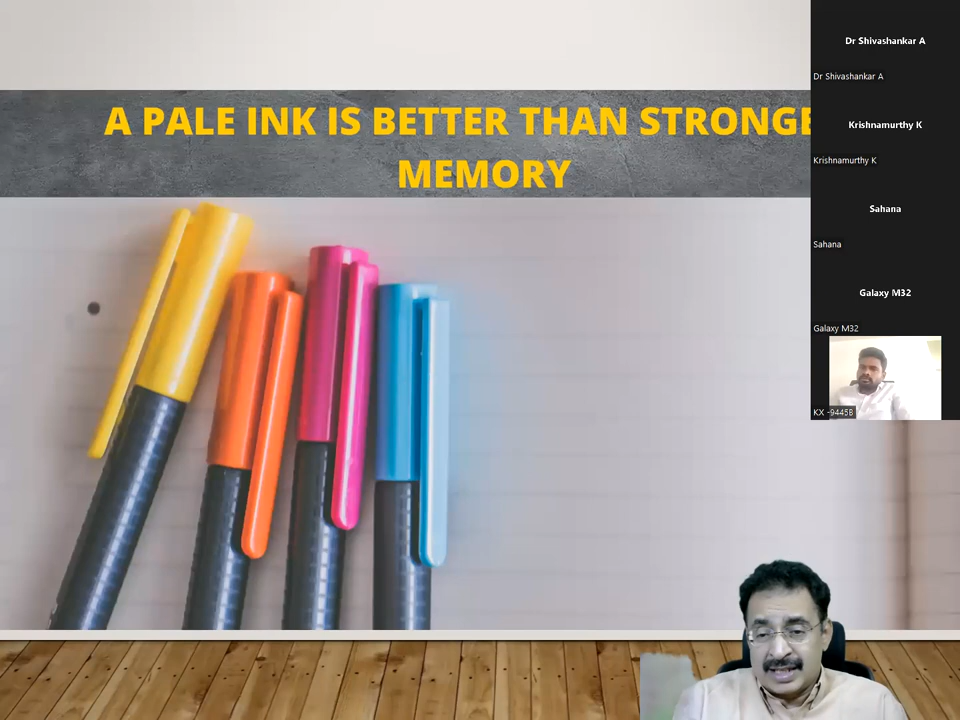 A PALE INK IS BETTER THAN STRONGE
MEMORY
Dr Shivashankar A
Dr Shivashankar A
Krishnamurthy K
Krishnamurthy K
Sahana
Sahana
Galaxy M32
Galaxy M32
KX -9445B